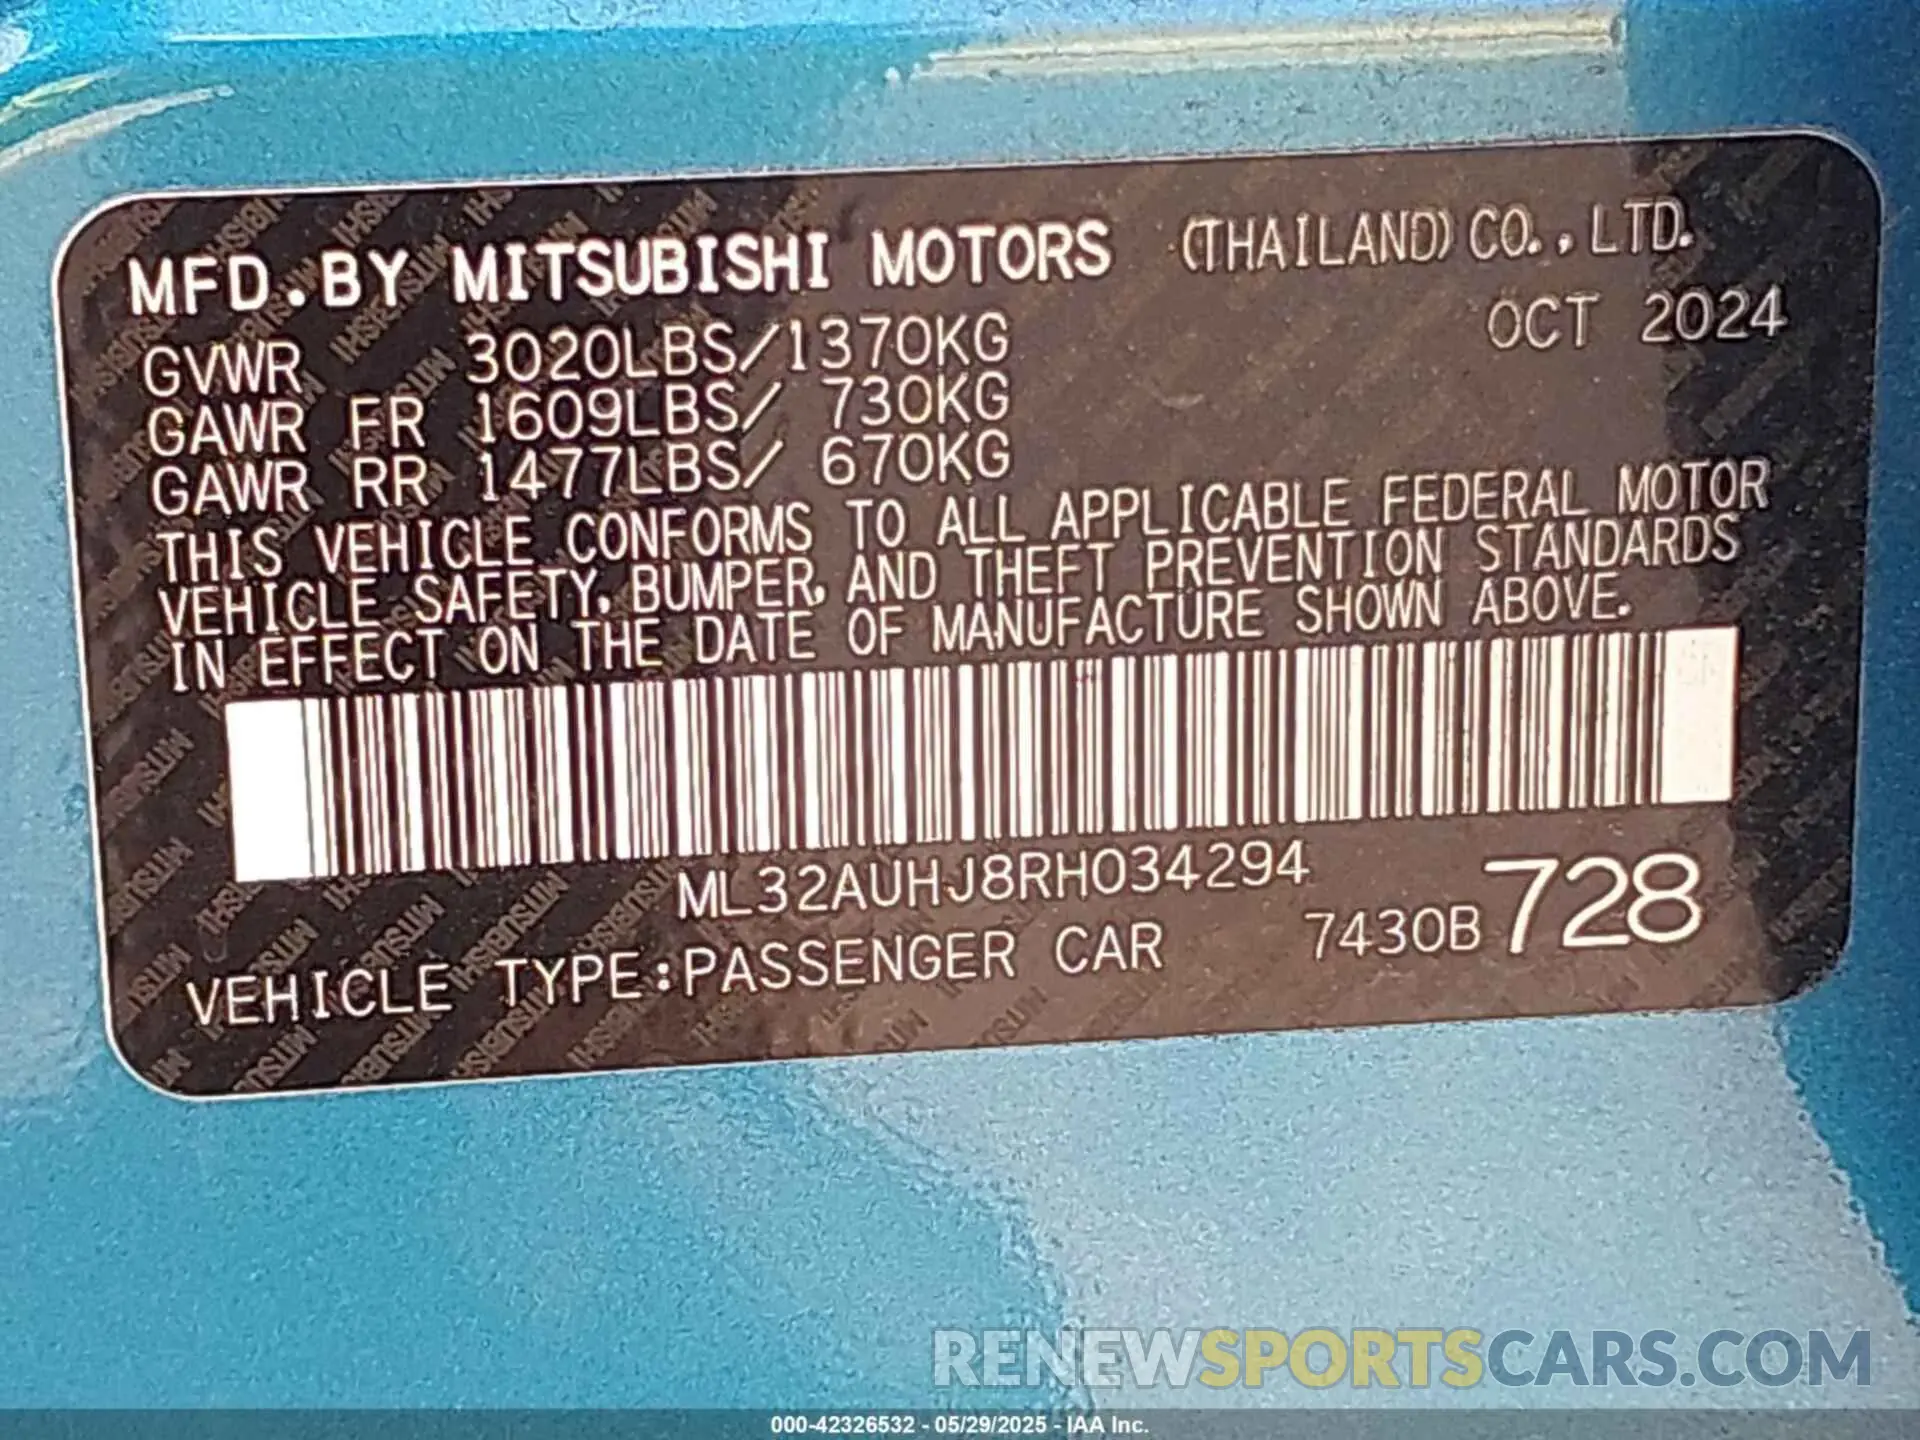 MFD.BY MITSUBISHI MOTORS (THAILAND) CO., LTD.
OCT 2024
GVWR 3020LBS/1370KG
GAWR FR 1609LBS/ 730KG
GAWR RR 1477LBS/ 670KG
THIS VEHICLE CONFORMS TO ALL APPLICABLE FEDERAL MOTOR
VEHICLE SAFETY, BUMPER, AND THEFT PREVENTION STANDARDS
IN EFFECT ON THE DATE OF MANUFACTURE SHOWN ABOVE.
ML32AUHJ8RH034294
VEHICLE TYPE:PASSENGER CAR 7430B 728
RENEWSPORTSCARS.COM
000-42326532 - 05/29/2025 - IAA Inc.